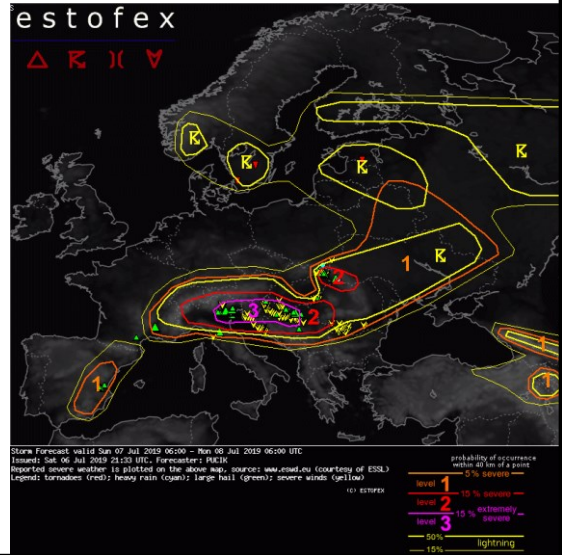 estofex
1
2
3
2
1
1
1
Storm Forecast valid Sun 07 Jul 2019 06:00 - Mon 08 Jul 2019 06:00 UTC
Issued: Sat 06 Jul 2019 21:33 UTC. Forecaster: PUCIK
Reported severe weather is plotted on the above map, source: www.eswd.eu (courtesy of ESSL)
Legend: tornadoes (red); heavy rain (cyan); large hail (green); severe winds (yellow)
(C) ESTOFEX
probability of occurrence
within 40 km of a point
5% severe
level 1
15% severe
level 2
15 % extremely severe
level 3
50%
lightning
15%